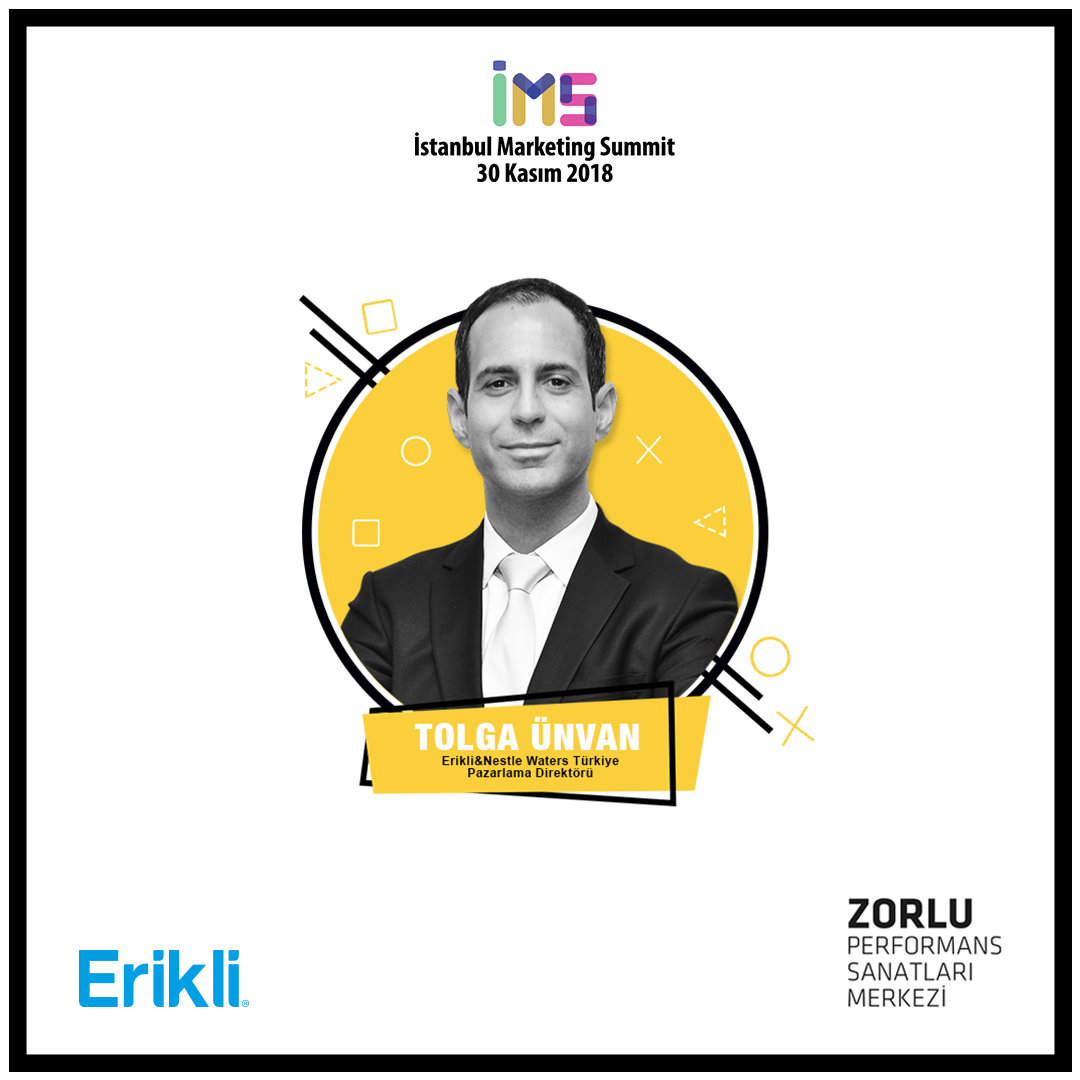 İMS
İstanbul Marketing Summit
30 Kasım 2018
TOLGA ÜNVAN
Erikli&Nestle Waters Türkiye
Pazarlama Direktörü
Erikli®
ZORLU
PERFORMANS
SANATLARI
MERKEZİ